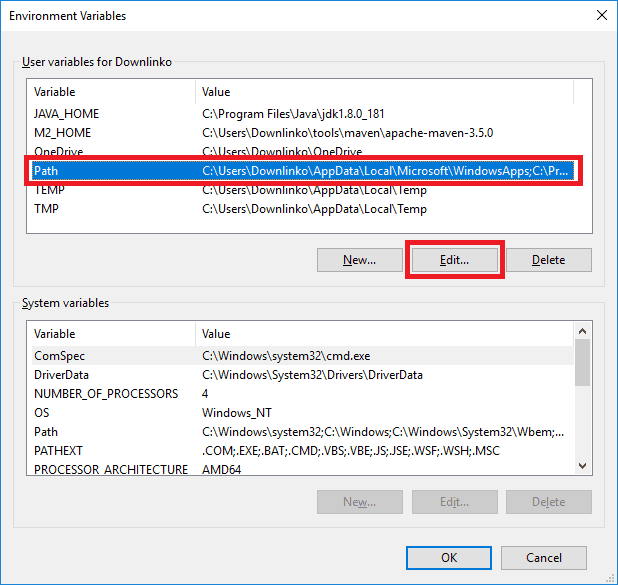 Environment Variables
User variables for Downlinko
Variable Value
JAVA_HOME C:\Program Files\Java\jdk1.8.0_181
M2_HOME C:\Users\Downlinko\tools\maven\apache-maven-3.5.0
OneDrive C:\Users\Downlinko\OneDrive
Path C:\Users\Downlinko\AppData\Local\Microsoft\WindowsApps;C:\Pr...
TEMP C:\Users\Downlinko\AppData\Local\Temp
TMP C:\Users\Downlinko\AppData\Local\Temp
New... Edit... Delete
System variables
Variable Value
ComSpec C:\Windows\system32\cmd.exe
DriverData C:\Windows\System32\Drivers\DriverData
NUMBER_OF_PROCESSORS 4
OS Windows_NT
Path C:\Windows\system32;C:\Windows;C:\Windows\System32\Wbem;...
PATHEXT .COM;.EXE;.BAT;.CMD;.VBS;.VBE;.JS;.JSE;.WSF;.WSH;.MSC
PROCESSOR_ARCHITECTURE AMD64
New... Edit... Delete
OK Cancel